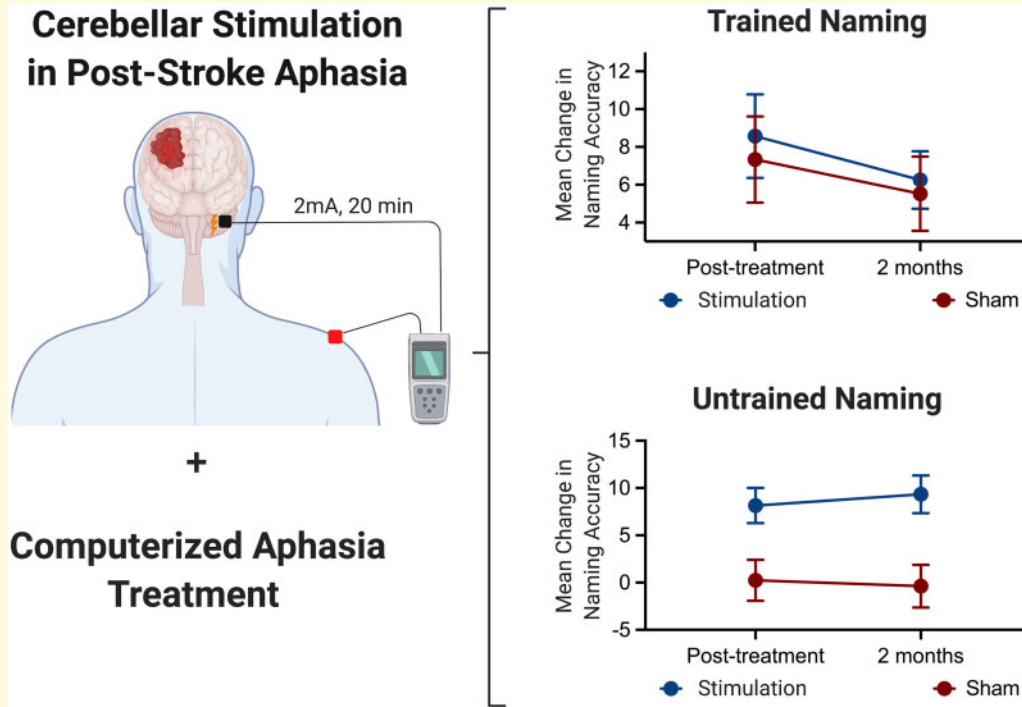 Cerebellar Stimulation
in Post-Stroke Aphasia
2mA, 20 min
+
Computerized Aphasia
Treatment
Trained Naming
Mean Change in
Naming Accuracy
12
10
8
6
4
Post-treatment
2 months
Stimulation
Sham
Untrained Naming
Mean Change in
Naming Accuracy
15
10
5
0
-5
Post-treatment
2 months
Stimulation
Sham